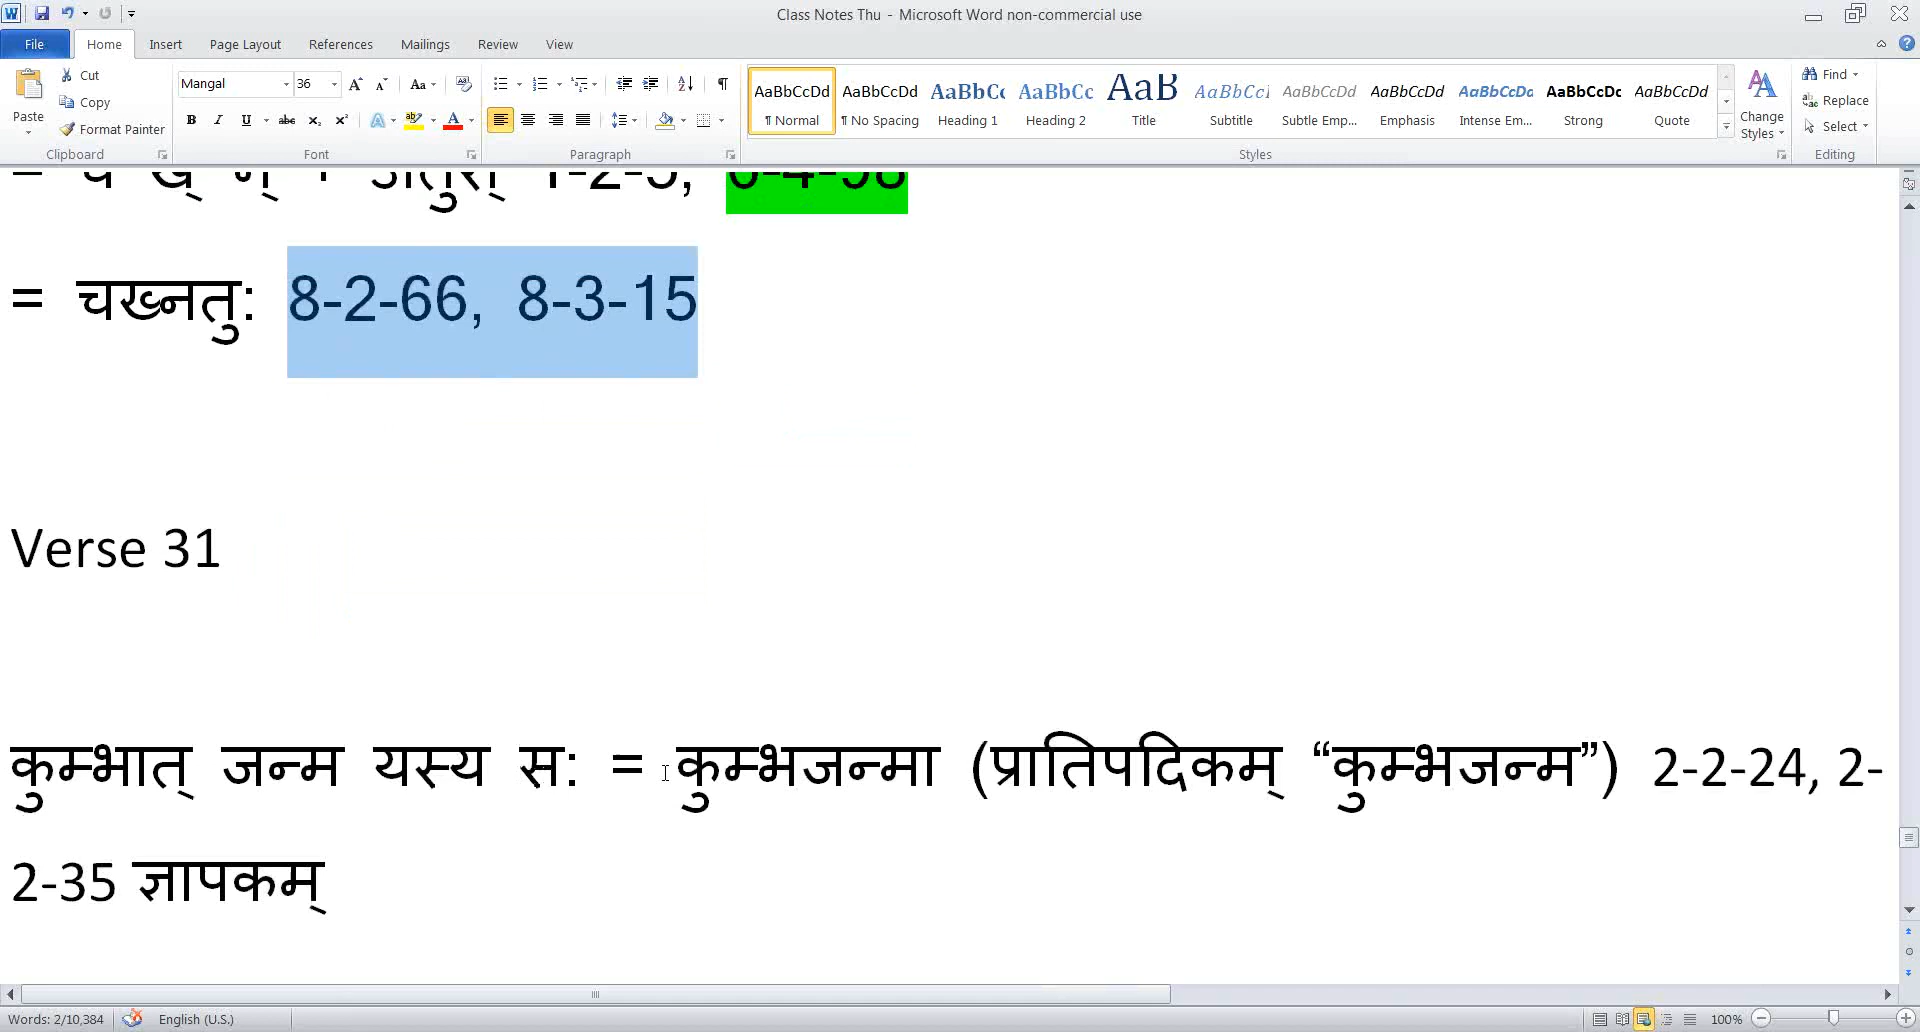 Class Notes Thu - Microsoft Word non-commercial use
File Home Insert Page Layout References Mailings Review View
Paste Cut Copy Format Painter
Clipboard
Mangal 36
Font
Paragraph
AaBbCcDd AaBbCcDd AaBbCc AaBbCc AaB AaBbCcI AaBbCcDd AaBbCcDd AaBbCcDd AaBbCcDc AaBbCcDd
¶ Normal ¶ No Spacing Heading 1 Heading 2 Title Subtitle Subtle Emp... Emphasis Intense Em... Strong Quote
Styles
Change Styles
Find Replace Select
Editing
= चख्नतु: 8-2-66, 8-3-15
Verse 31
कुम्भात् जन्म यस्य स: = कुम्भजन्मा (प्रातिपदिकम् “कुम्भजन्म”) 2-2-24, 2-
2-35 ज्ञापकम्
Words: 2/10,384 English (U.S.) 100%